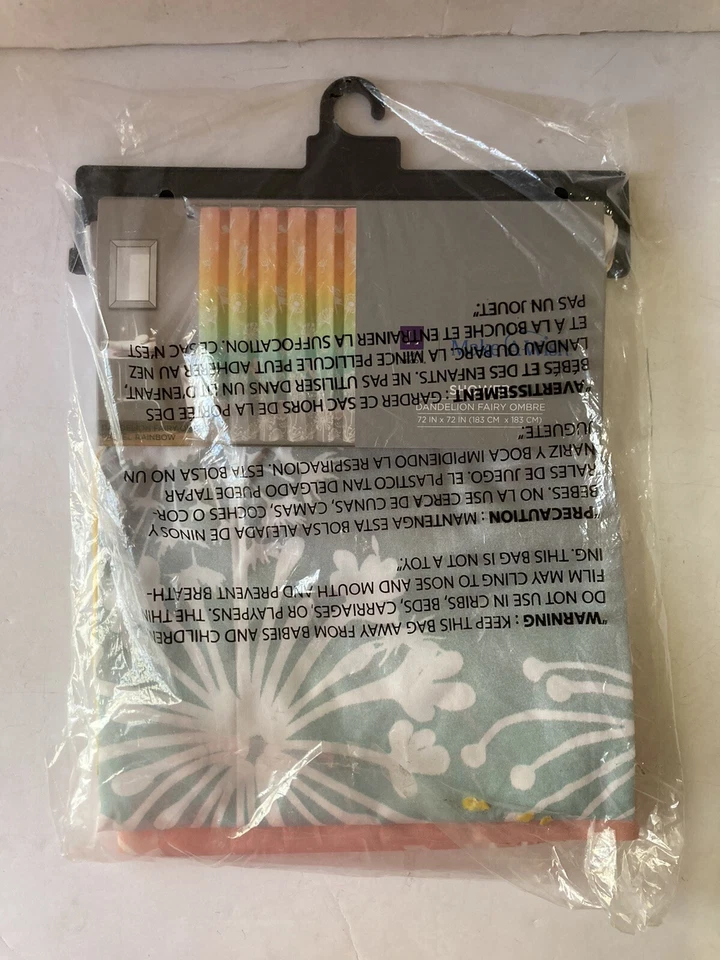 "WARNING : KEEP THIS BAG AWAY FROM BABIES AND CHILDREN
DO NOT USE IN CRIBS, BEDS, CARRIAGES, OR PLAYPENS. THE THIN
FILM MAY CLING TO NOSE AND MOUTH AND PREVENT BREATH-
ING. THIS BAG IS NOT A TOY."
"PRECAUTION : MANTENGA ESTA BOLSA ALEJADA DE NINOS Y
BEBES. NO LA USE CERCA DE CUNAS, CAMAS, COCHES O COR-
RALES DE JUEGO. EL PLASTICO TAN DELGADO PUEDE TAPAR
NARIZ Y BOCA IMPIDIENDO LA RESPIRACION. ESTA BOLSA NO UN
JUGUETE."
"AVERTISSEMENT : GARDER CE SAC HORS DE LA PORTÉE DES
BÉBÉS ET DES ENFANTS. NE PAS UTILISER DANS UN LIT D'ENFANT,
LANDAU OU PARC. LA MINCE PELLICULE PEUT ADHÉRER AU NEZ
ET À LA BOUCHE ET ENTRAINER LA SUFFOCATION. CE SAC N'EST
PAS UN JOUET."
Make
SHOWER
DANDELION FAIRY OMBRE
72 IN x 72 IN (183 CM x 183 CM)
FAIRY
RAINBOW